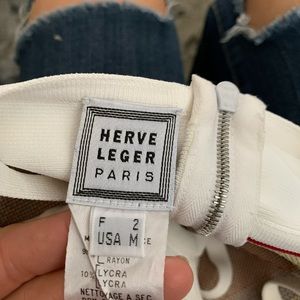 HERVE
LEGER
PARIS
F 2
USA M
RAYON
LYCRA
LYCRA
NETTOYAGE A SEC